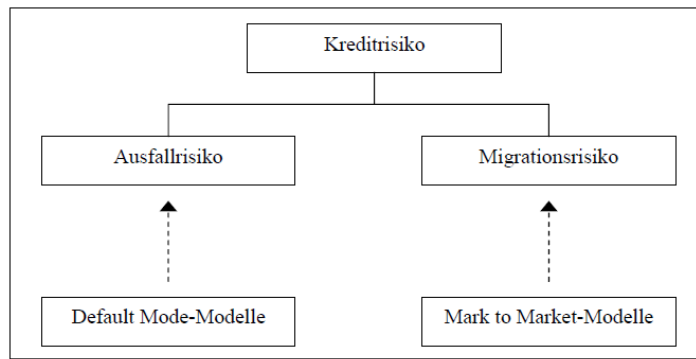 Kreditrisiko
Ausfallrisiko
Migrationsrisiko
Default Mode-Modelle
Mark to Market-Modelle